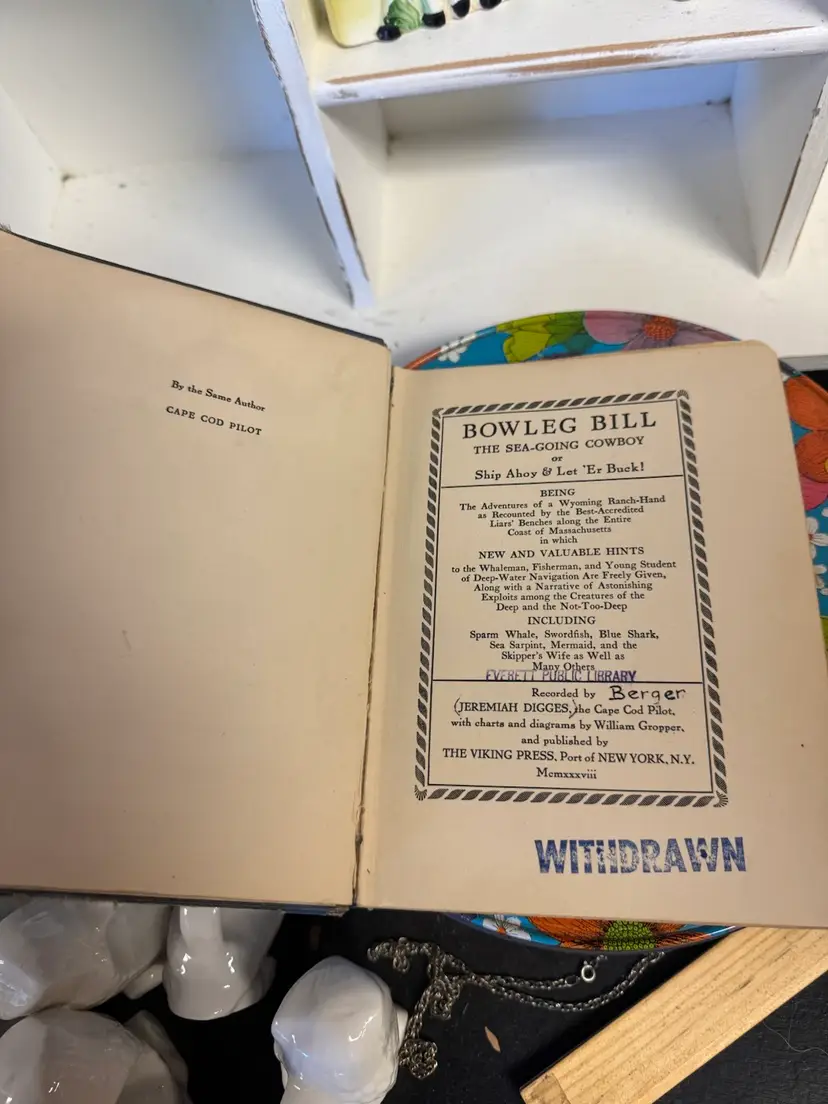 By the Same Author
CAPE COD PILOT
BOWLEG BILL
THE SEA-GOING COWBOY
or
Ship Ahoy & Let 'Er Buck!
BEING
The Adventures of a Wyoming Ranch-Hand
as Recounted by the Best-Accredited
Liars' Benches along the Entire
Coast of Massachusetts
in which
NEW AND VALUABLE HINTS
to the Whaleman, Fisherman, and Young Student
of Deep-Water Navigation Are Freely Given,
Along with a Narrative of Astonishing
Exploits among the Creatures of the
Deep and the Not-Too-Deep
INCLUDING
Sparm Whale, Swordfish, Blue Shark,
Sea Sarpint, Mermaid, and the
Skipper's Wife as Well as
Many Others
EVERETT PUBLIC LIBRARY
Recorded by Berger
(JEREMIAH DIGGES,) the Cape Cod Pilot,
with charts and diagrams by William Gropper,
and published by
THE VIKING PRESS, Port of NEW YORK, N.Y.
Mcmxxxviii
WITHDRAWN